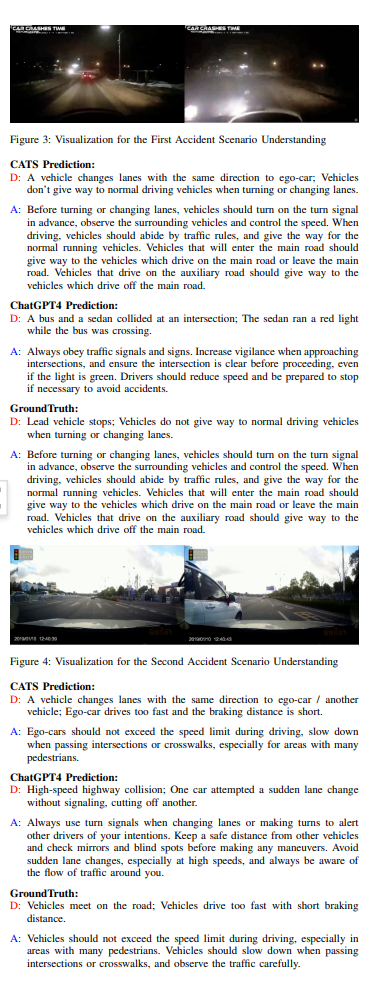 CAR CRASHES TIME
CAR CRASHES TIME
Figure 3: Visualization for the First Accident Scenario Understanding
CATS Prediction:
D: A vehicle changes lanes with the same direction to ego-car; Vehicles
don't give way to normal driving vehicles when turning or changing lanes.
A: Before turning or changing lanes, vehicles should turn on the turn signal
in advance, observe the surrounding vehicles and control the speed. When
driving, vehicles should abide by traffic rules, and give the way for the
normal running vehicles. Vehicles that will enter the main road should
give way to the vehicles which drive on the main road or leave the main
road. Vehicles that drive on the auxiliary road should give way to the
vehicles which drive off the main road.
ChatGPT4 Prediction:
D: A bus and a sedan collided at an intersection; The sedan ran a red light
while the bus was crossing.
A: Always obey traffic signals and signs. Increase vigilance when approaching
intersections, and ensure the intersection is clear before proceeding, even
if the light is green. Drivers should reduce speed and be prepared to stop
if necessary to avoid accidents.
GroundTruth:
D: Lead vehicle stops; Vehicles do not give way to normal driving vehicles
when turning or changing lanes.
A: Before turning or changing lanes, vehicles should turn on the turn signal
in advance, observe the surrounding vehicles and control the speed. When
driving, vehicles should abide by traffic rules, and give the way for the
normal running vehicles. Vehicles that will enter the main road should
give way to the vehicles which drive on the main road or leave the main
road. Vehicles that drive on the auxiliary road should give way to the
vehicles which drive off the main road.
2019/01/10 12:40:39
2019/01/10 12:40:43
Figure 4: Visualization for the Second Accident Scenario Understanding
CATS Prediction:
D: A vehicle changes lanes with the same direction to ego-car / another
vehicle; Ego-car drives too fast and the braking distance is short.
A: Ego-cars should not exceed the speed limit during driving, slow down
when passing intersections or crosswalks, especially for areas with many
pedestrians.
ChatGPT4 Prediction:
D: High-speed highway collision; One car attempted a sudden lane change
without signaling, cutting off another.
A: Always use turn signals when changing lanes or making turns to alert
other drivers of your intentions. Keep a safe distance from other vehicles
and check mirrors and blind spots before making any maneuvers. Avoid
sudden lane changes, especially at high speeds, and always be aware of
the flow of traffic around you.
GroundTruth:
D: Vehicles meet on the road; Vehicles drive too fast with short braking
distance.
A: Vehicles should not exceed the speed limit during driving, especially in
areas with many pedestrians. Vehicles should slow down when passing
intersections or crosswalks, and observe the traffic carefully.